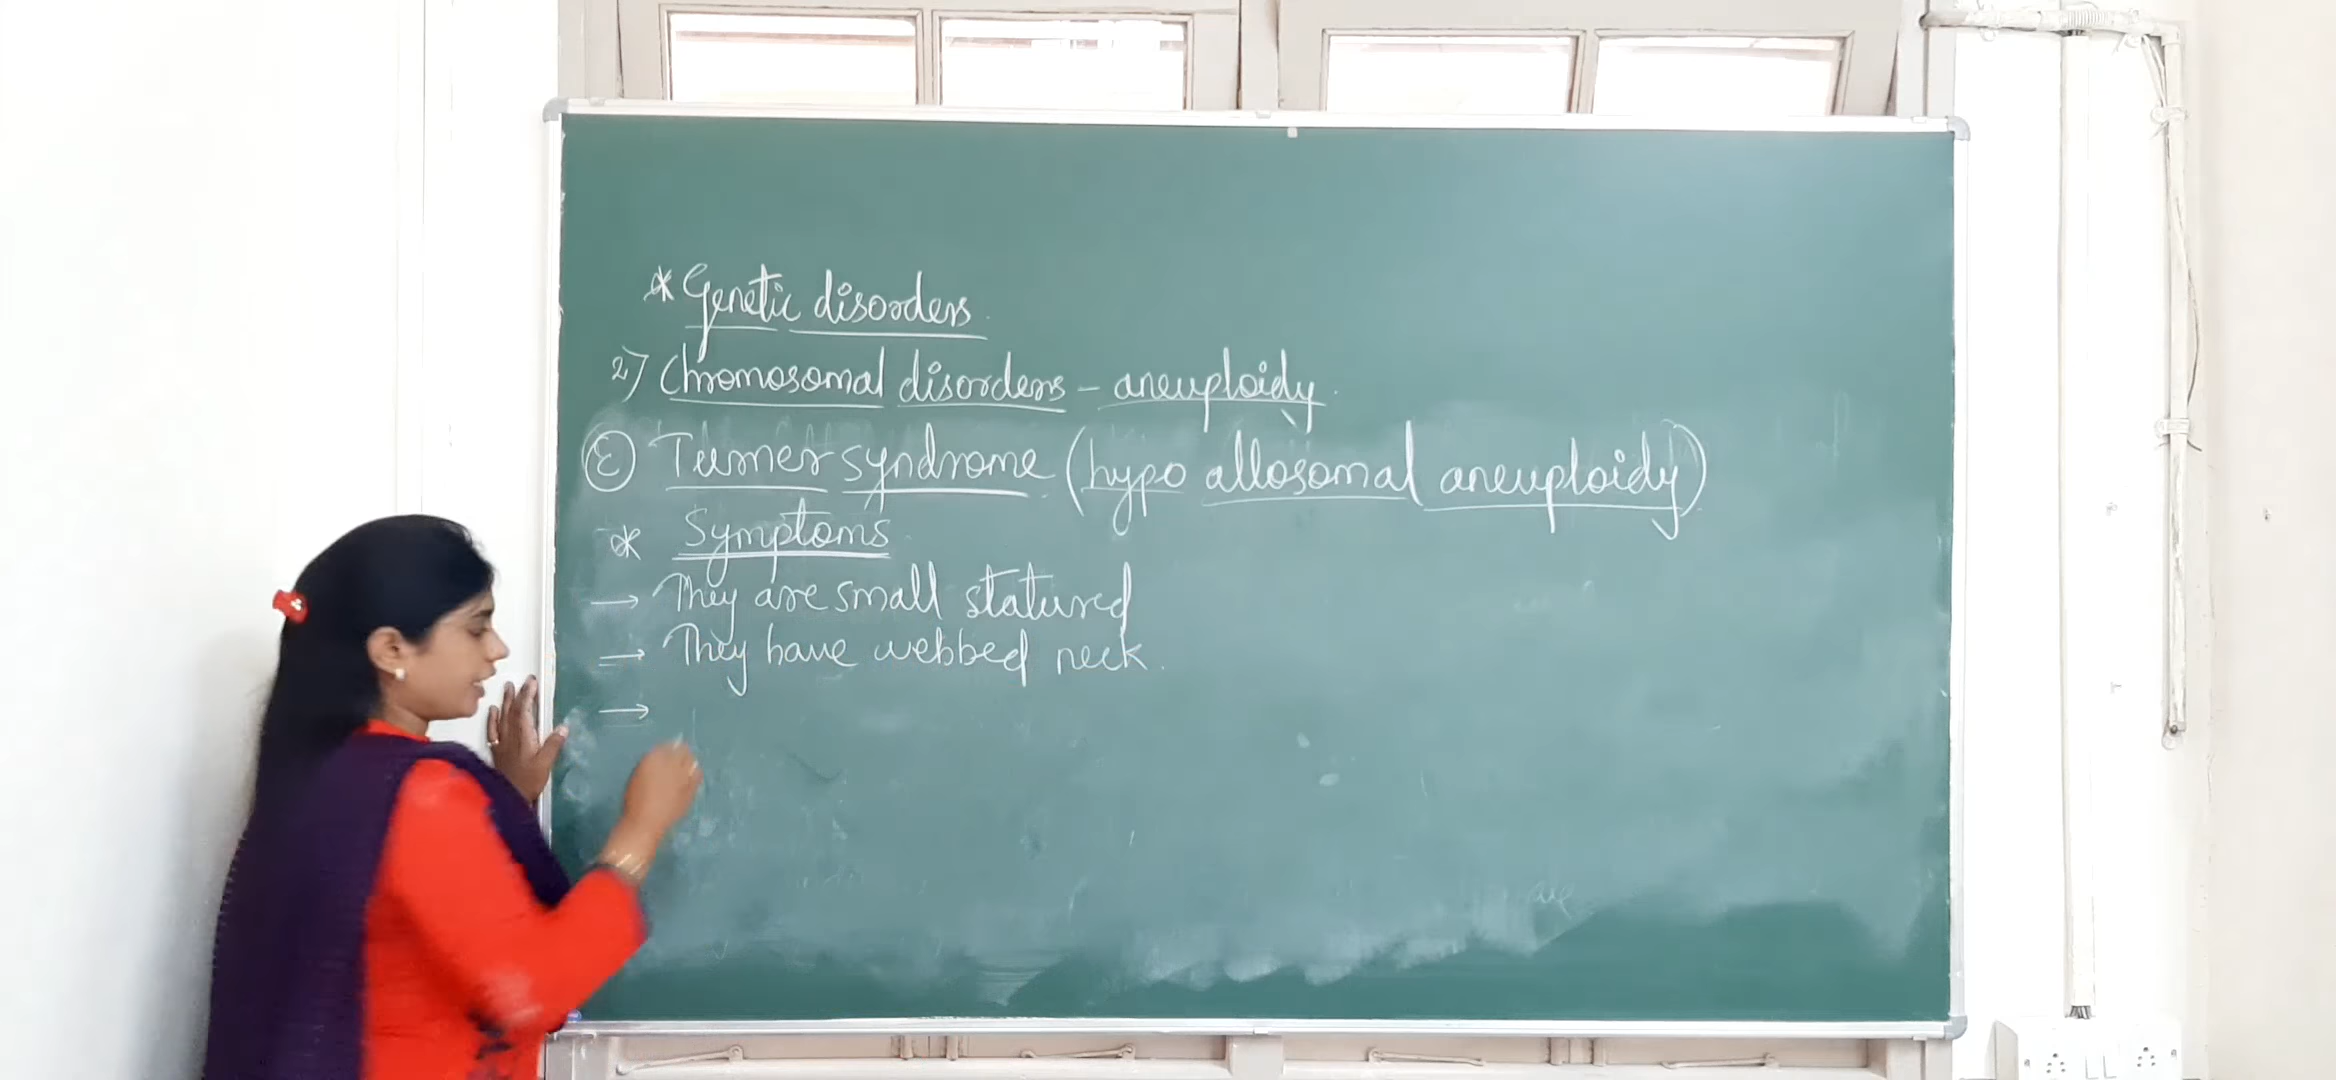 * Genetic disorders.
2) Chromosomal disorders - aneuploidy.
Turner syndrome (hypo allosomal aneuploidy)
* Symptoms
→ They are small statured
→ They have webbed neck.
→